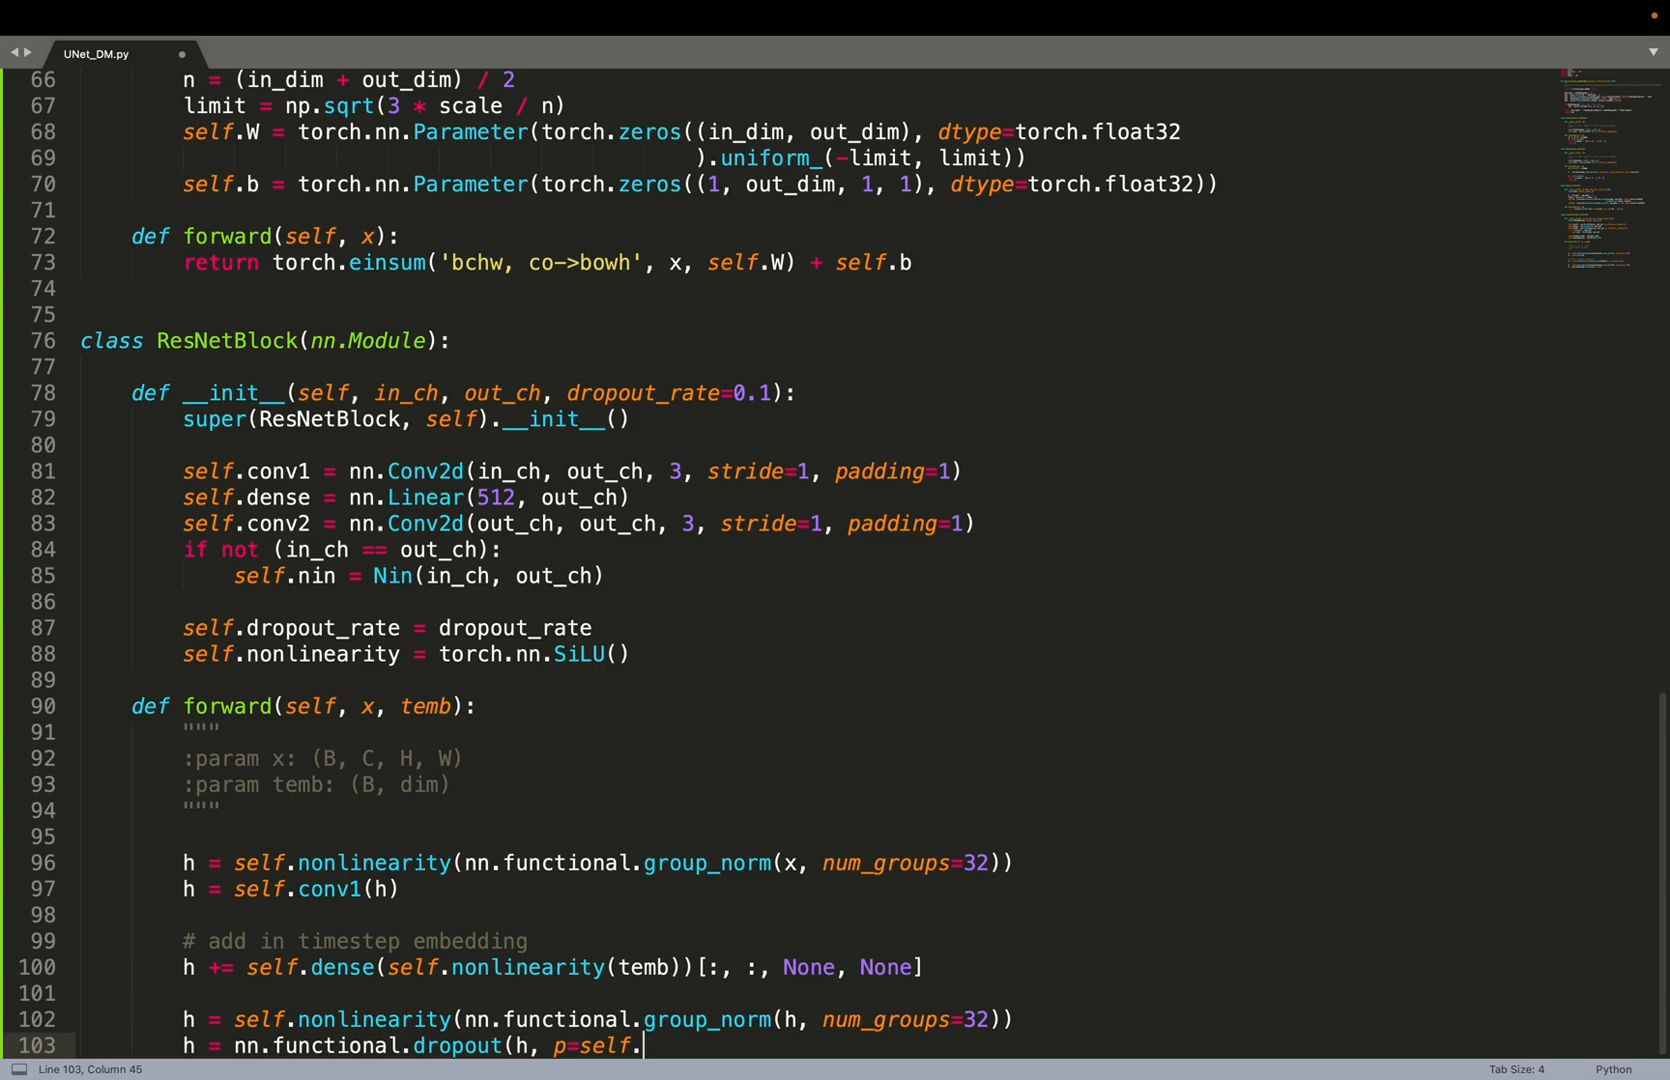 UNet_DM.py
66 n = (in_dim + out_dim) / 2
67 limit = np.sqrt(3 * scale / n)
68 self.W = torch.nn.Parameter(torch.zeros((in_dim, out_dim), dtype=torch.float32
69 ).uniform_(-limit, limit))
70 self.b = torch.nn.Parameter(torch.zeros((1, out_dim, 1, 1), dtype=torch.float32))
71
72 def forward(self, x):
73 return torch.einsum('bchw, co->bowh', x, self.W) + self.b
74
75
76 class ResNetBlock(nn.Module):
77
78 def __init__(self, in_ch, out_ch, dropout_rate=0.1):
79 super(ResNetBlock, self).__init__()
80
81 self.conv1 = nn.Conv2d(in_ch, out_ch, 3, stride=1, padding=1)
82 self.dense = nn.Linear(512, out_ch)
83 self.conv2 = nn.Conv2d(out_ch, out_ch, 3, stride=1, padding=1)
84 if not (in_ch == out_ch):
85 self.nin = Nin(in_ch, out_ch)
86
87 self.dropout_rate = dropout_rate
88 self.nonlinearity = torch.nn.SiLU()
89
90 def forward(self, x, temb):
91 """
92 :param x: (B, C, H, W)
93 :param temb: (B, dim)
94 """
95
96 h = self.nonlinearity(nn.functional.group_norm(x, num_groups=32))
97 h = self.conv1(h)
98
99 # add in timestep embedding
100 h += self.dense(self.nonlinearity(temb))[:, :, None, None]
101
102 h = self.nonlinearity(nn.functional.group_norm(h, num_groups=32))
103 h = nn.functional.dropout(h, p=self.
Line 103, Column 45
Tab Size: 4
Python